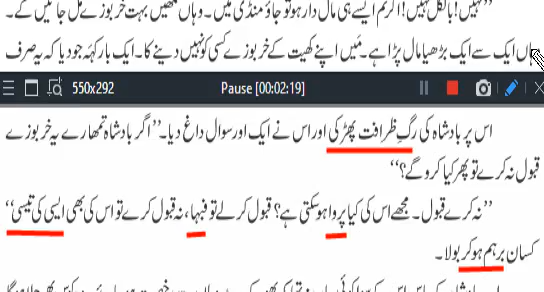 "نہیں! بالکل نہیں! اگر تم ایسے ہی مال دار ہو تو جاؤ منڈی میں۔ وہاں تمھیں بہت خربوزے مل جائیں گے۔
ہاں ایک سے ایک بڑھیا مال پڑا ہے۔ مَیں اپنے کھیت کے خربوزے کسی کو نہیں دینے کا۔ ایک بار کہہ جو دیا کہ یہ صرف
550x292
Pause [00:02:19]
اس پر بادشاہ کی رگِ ظرافت پھڑکی اور اس نے ایک اور سوال داغ دیا۔ "اگر بادشاہ تمھارے یہ خربوزے
قبول نہ کرے تو پھر کیا کرو گے؟"
"نہ کرے قبول۔ مجھے اس کی کیا پروا ہو سکتی ہے؟ قبول کر لے تو فبہا، نہ قبول کرے تو اس کی بھی ایسی کی تیسی"
کسان برہم ہو کر بولا۔